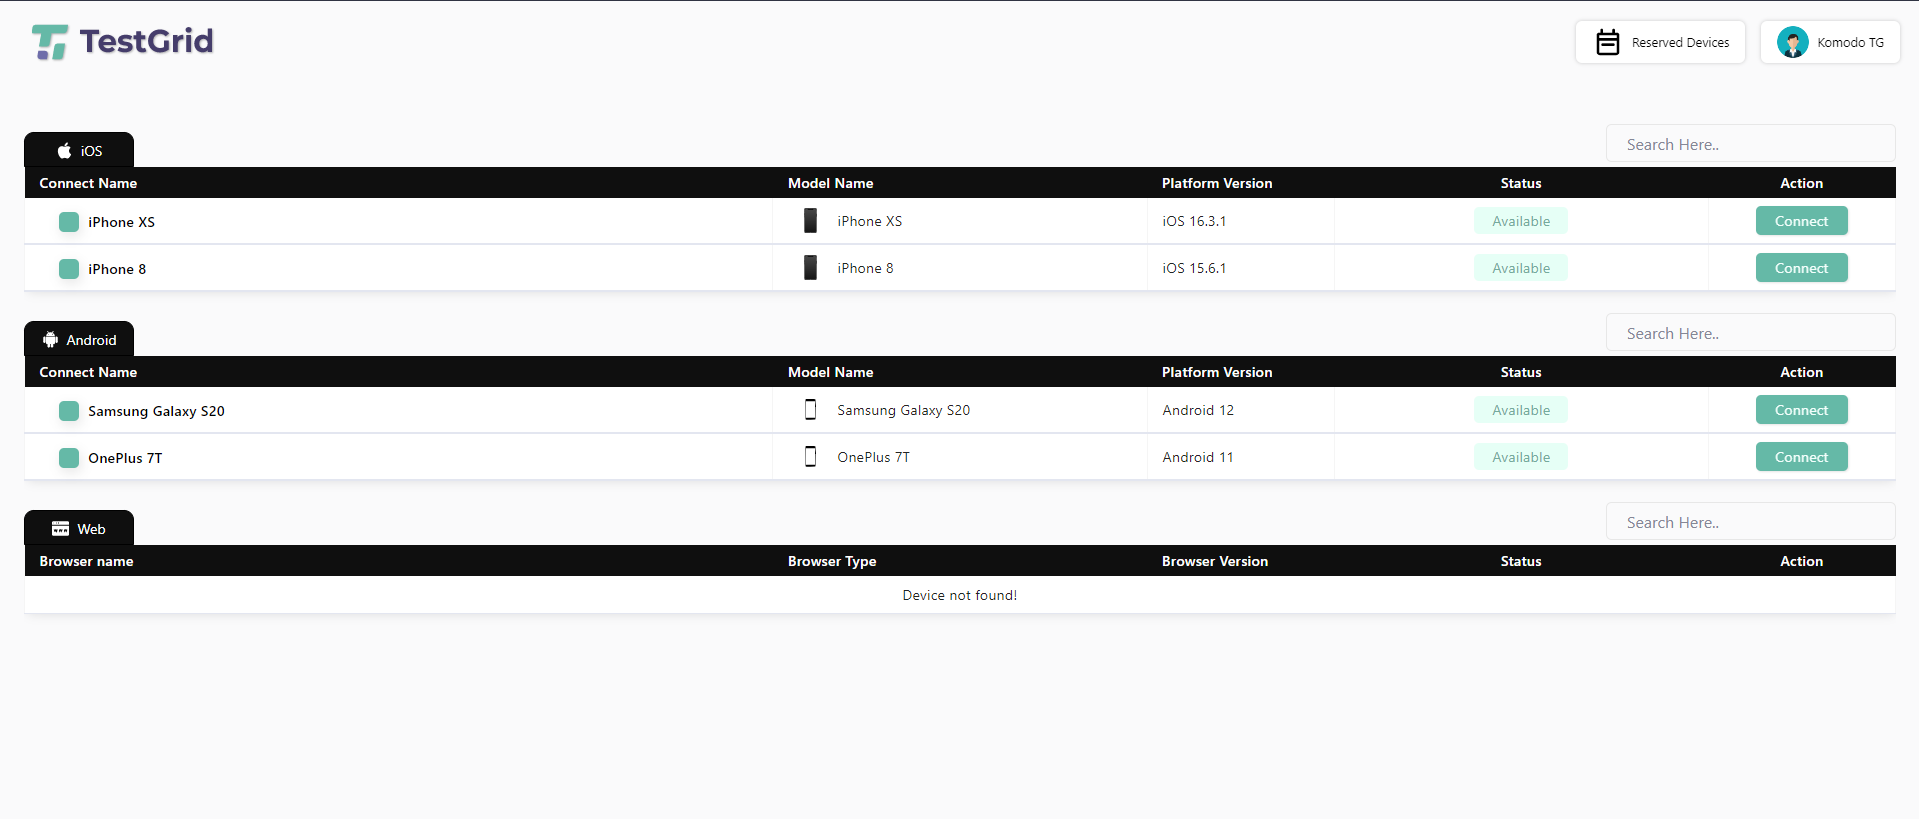 TestGrid
Reserved Devices
Komodo TG
iOS
Search Here..
Connect Name Model Name Platform Version Status Action
iPhone XS iPhone XS iOS 16.3.1 Available Connect
iPhone 8 iPhone 8 iOS 15.6.1 Available Connect
Android
Search Here..
Connect Name Model Name Platform Version Status Action
Samsung Galaxy S20 Samsung Galaxy S20 Android 12 Available Connect
OnePlus 7T OnePlus 7T Android 11 Available Connect
Web
Search Here..
Browser name Browser Type Browser Version Status Action
Device not found!